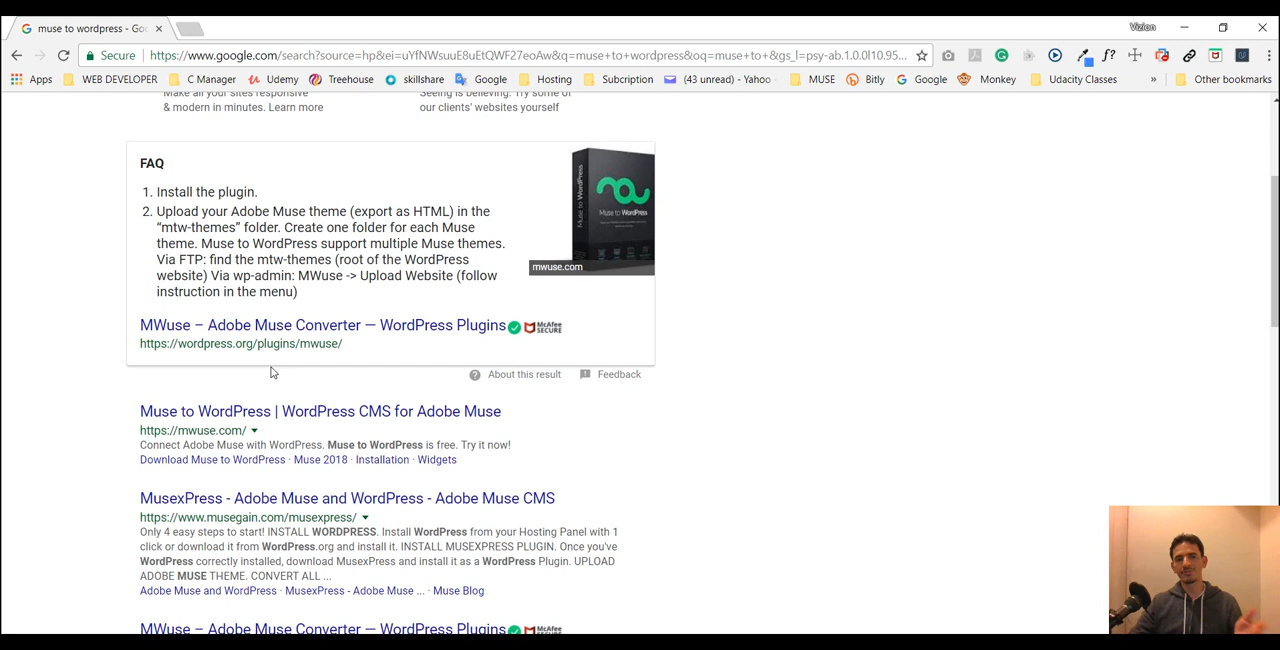 muse to wordpress - Goo
Vizion
Secure
https://www.google.com/search?source=hp&ei=uYfNWsuuE8uEtQWF27eoAw&q=muse+to+wordpress&oq=muse+to+&gs_l=psy-ab.1.0.0l10.95...
Apps WEB DEVELOPER C Manager Udemy Treehouse skillshare Google Hosting Subcription (43 unread) - Yahoo MUSE Bitly Google Monkey Udacity Classes » Other bookmarks
Make all your sites responsive
& modern in minutes. Learn more
Seeing is believing. Try some of
our clients' websites yourself
FAQ
1. Install the plugin.
2. Upload your Adobe Muse theme (export as HTML) in the
“mtw-themes” folder. Create one folder for each Muse
theme. Muse to WordPress support multiple Muse themes.
Via FTP: find the mtw-themes (root of the WordPress
website) Via wp-admin: MWuse -> Upload Website (follow
instruction in the menu)
Muse to WordPress
Muse to WordPress
mwuse.com
MWuse – Adobe Muse Converter — WordPress Plugins
McAfee
SECURE
https://wordpress.org/plugins/mwuse/
About this result Feedback
Muse to WordPress | WordPress CMS for Adobe Muse
https://mwuse.com/
Connect Adobe Muse with WordPress. Muse to WordPress is free. Try it now!
Download Muse to WordPress · Muse 2018 · Installation · Widgets
MusexPress - Adobe Muse and WordPress - Adobe Muse CMS
https://www.musegain.com/musexpress/
Only 4 easy steps to start! INSTALL WORDPRESS. Install WordPress from your Hosting Panel with 1
click or download it from WordPress.org and install it. INSTALL MUSEXPRESS PLUGIN. Once you've
WordPress correctly installed, download MusexPress and install it as a WordPress Plugin. UPLOAD
ADOBE MUSE THEME. CONVERT ALL ...
Adobe Muse and WordPress · MusexPress - Adobe Muse ... · Muse Blog
MWuse – Adobe Muse Converter — WordPress Plugins
McAfee
SECURE